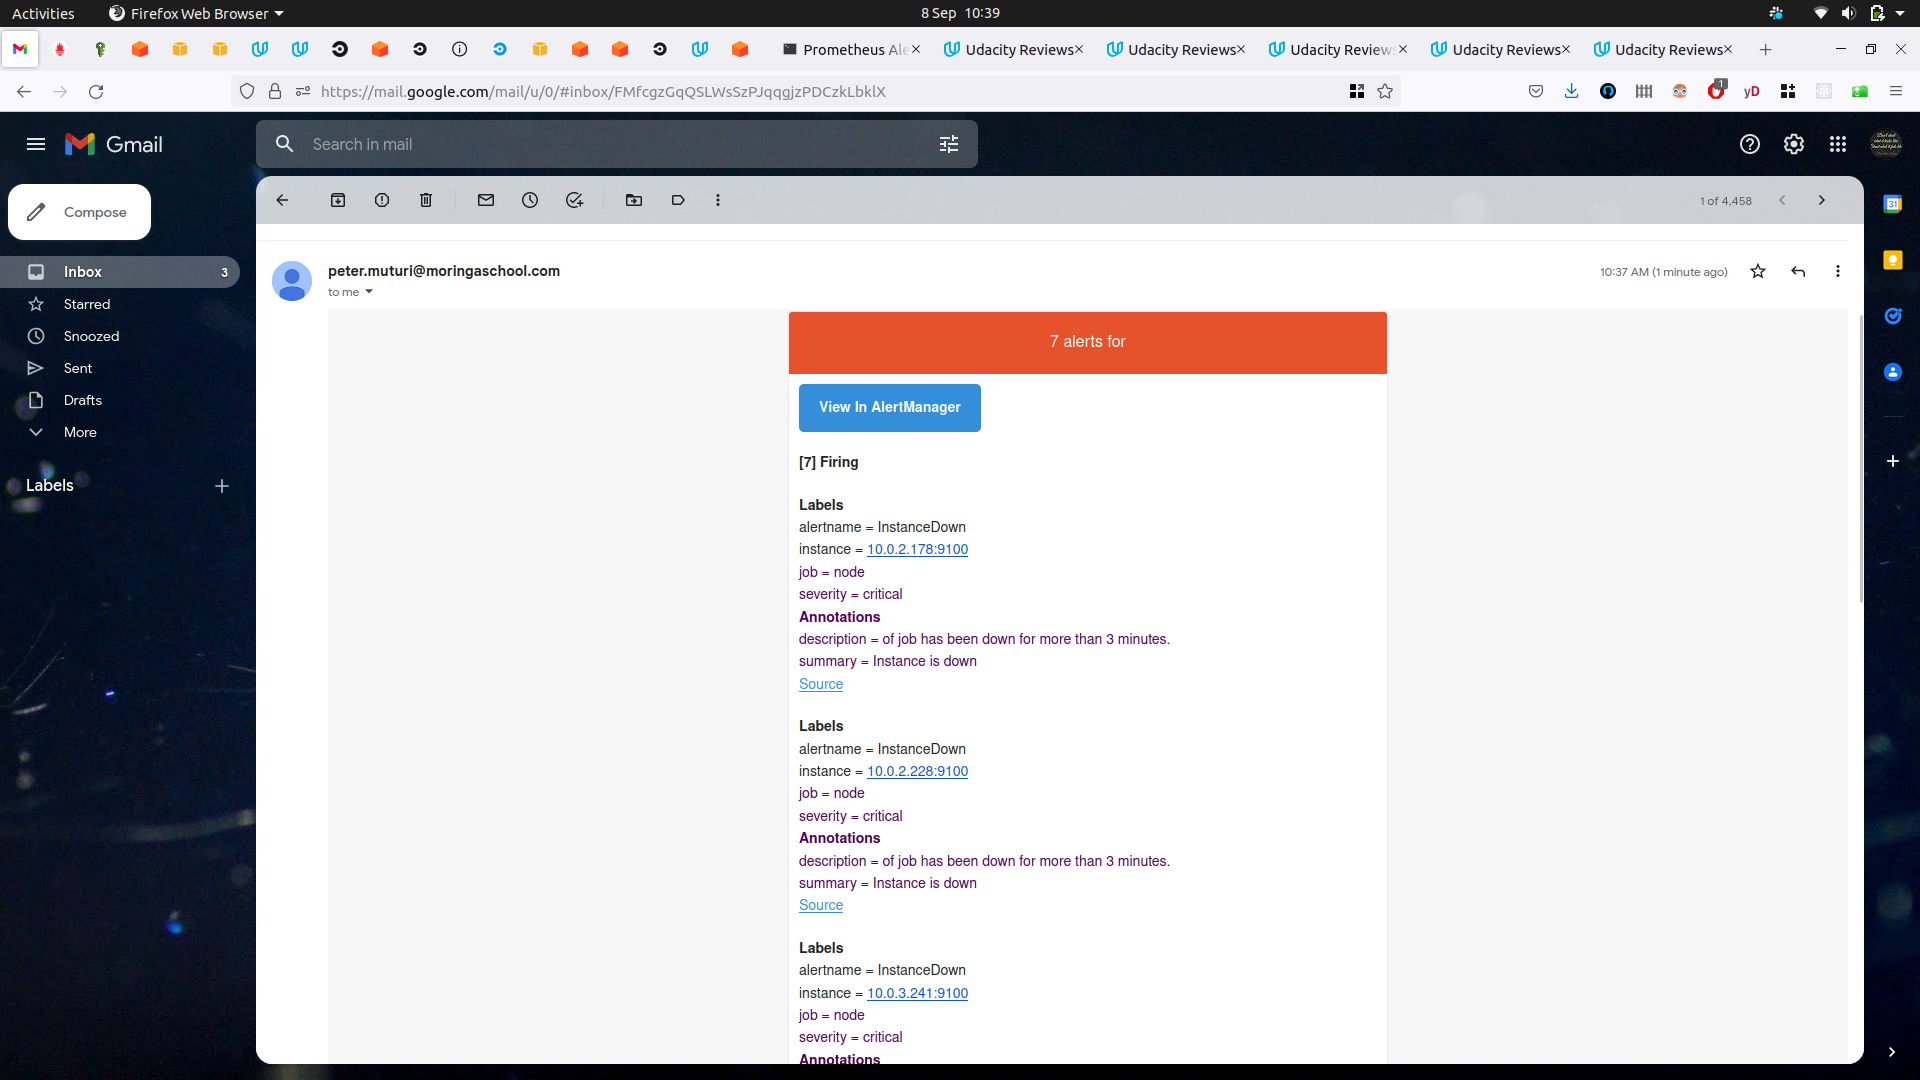 Activities
Firefox Web Browser
8 Sep 10:39
Prometheus Ale
Udacity Reviews
Udacity Reviews
Udacity Reviews
Udacity Reviews
Udacity Reviews
https://mail.google.com/mail/u/0/#inbox/FMfcgzGqQSLWsSzPJqqgjzPDCzkLbklX
1
yD
Gmail
Search in mail
Compose
1 of 4,458
31
Inbox 3
Starred
Snoozed
Sent
Drafts
More
Labels
peter.muturi@moringaschool.com
10:37 AM (1 minute ago)
to me
7 alerts for
View In AlertManager
[7] Firing
Labels
alertname = InstanceDown
instance = 10.0.2.178:9100
job = node
severity = critical
Annotations
description = of job has been down for more than 3 minutes.
summary = Instance is down
Source
Labels
alertname = InstanceDown
instance = 10.0.2.228:9100
job = node
severity = critical
Annotations
description = of job has been down for more than 3 minutes.
summary = Instance is down
Source
Labels
alertname = InstanceDown
instance = 10.0.3.241:9100
job = node
severity = critical
Annotations